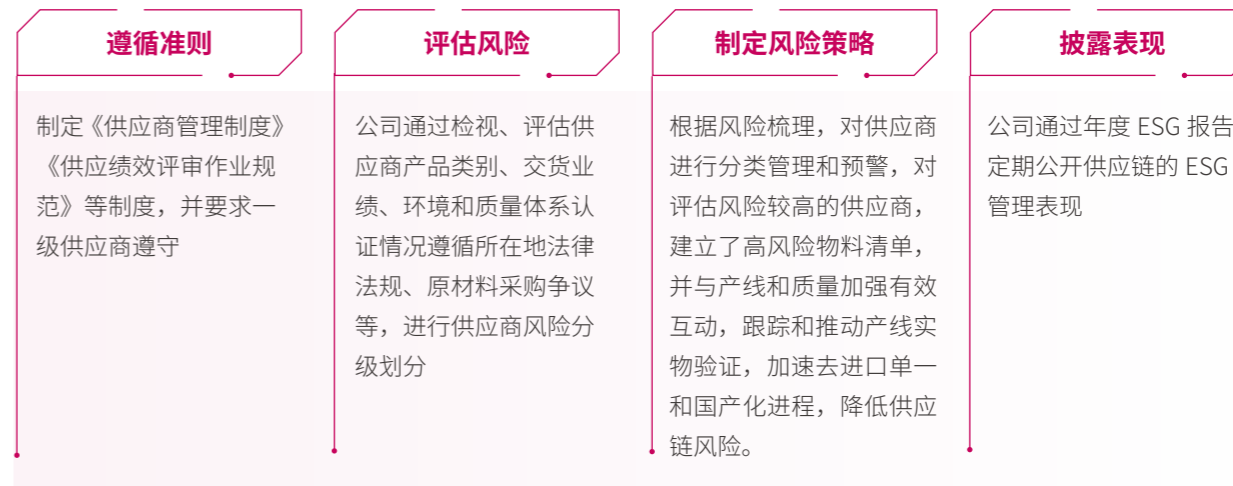 遵循准则
制定《供应商管理制度》
《供应绩效评审作业规
范》等制度，并要求一
级供应商遵守
评估风险
公司通过检视、评估供
应商产品类别、交货业
绩、环境和质量体系认
证情况遵循所在地法律
法规、原材料采购争议
等，进行供应商风险分
级划分
制定风险策略
根据风险梳理，对供应商
进行分类管理和预警，对
评估风险较高的供应商，
建立了高风险物料清单，
并与产线和质量加强有效
互动，跟踪和推动产线实
物验证，加速去进口单一
和国产化进程，降低供应
链风险。
披露表现
公司通过年度 ESG 报告
定期公开供应链的 ESG
管理表现